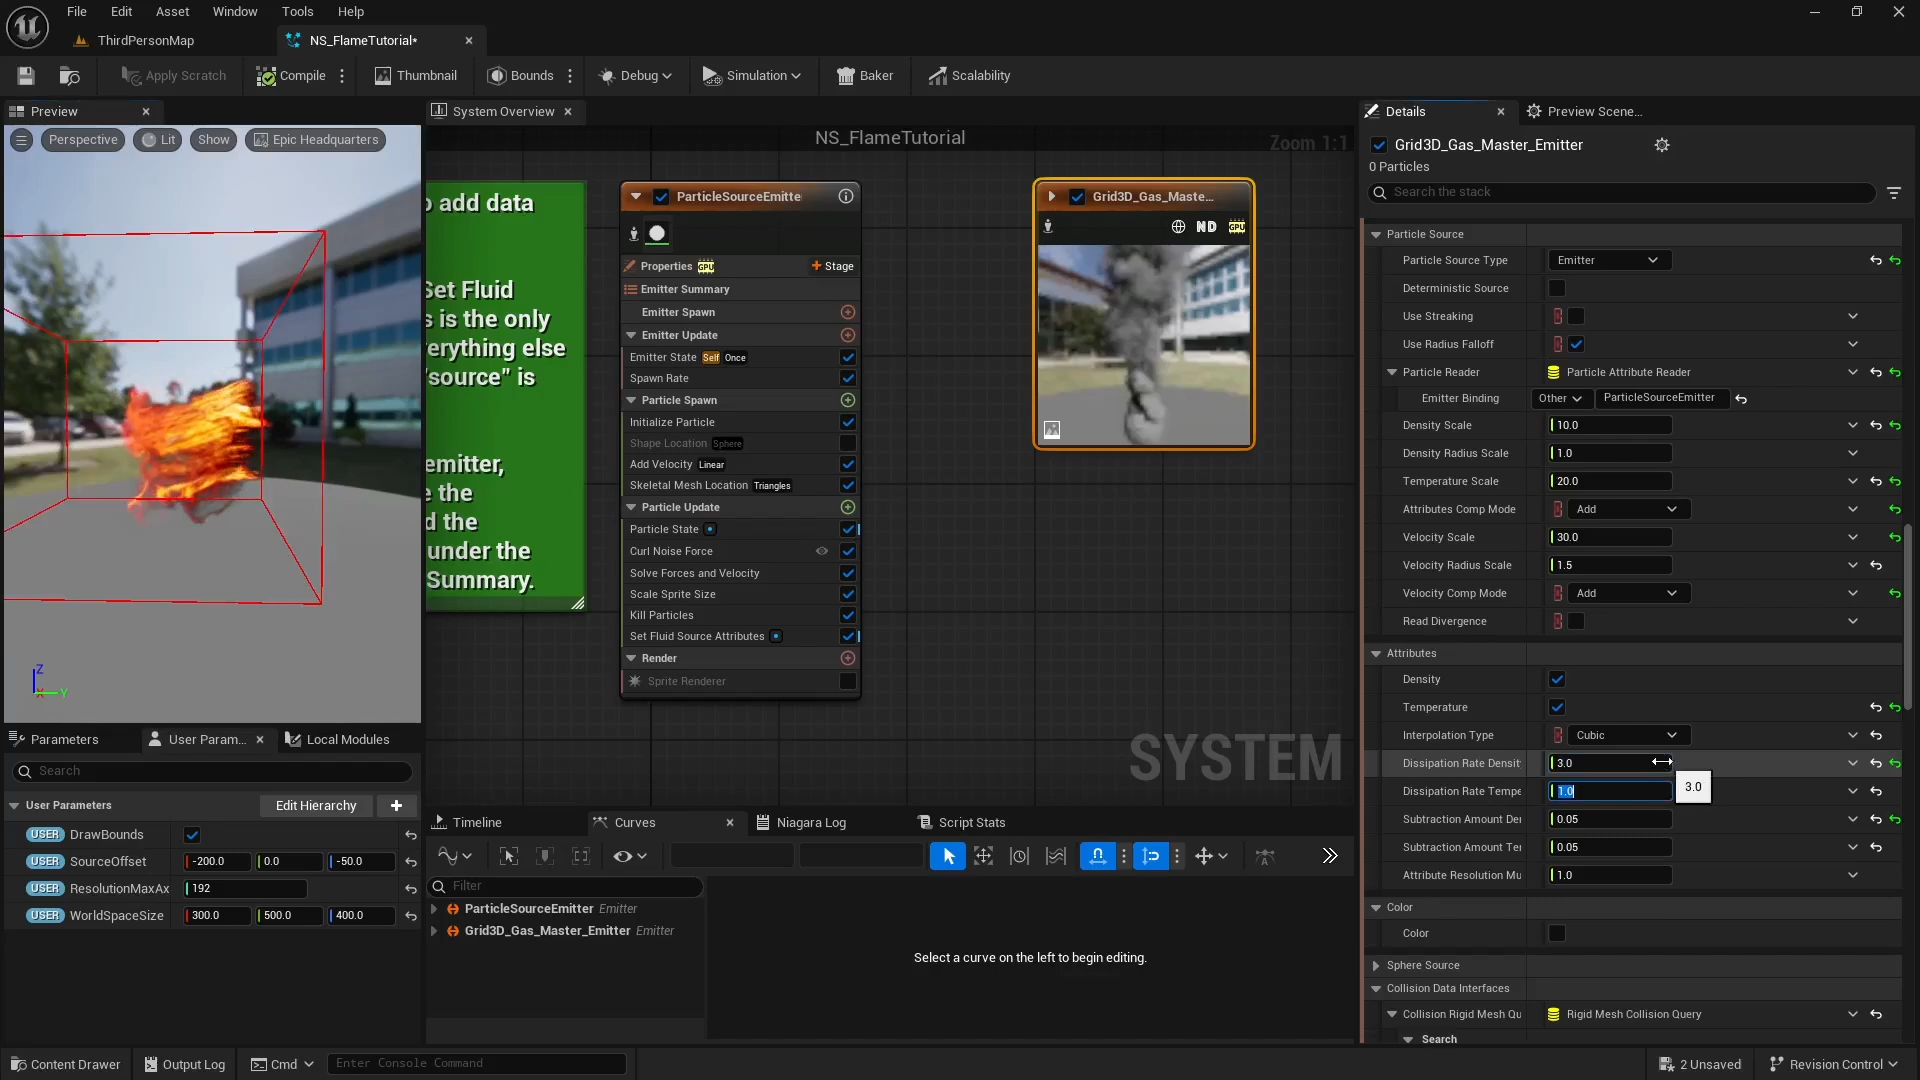 File Edit Asset Window Tools Help
ThirdPersonMap
NS_FlameTutorial*
Apply Scratch
Compile
Thumbnail
Bounds
Debug
Simulation
Baker
Scalability
Preview
Perspective
Lit
Show
Epic Headquarters
Z
Y
System Overview
NS_FlameTutorial
Zoom 1:1
o add data
Set Fluid
s is the only
erything else
"source" is
emitter,
e the
d the
under the
Summary.
ParticleSourceEmitte
Properties GPU
Stage
Emitter Summary
Emitter Spawn
Emitter Update
Emitter State Self Once
Spawn Rate
Particle Spawn
Initialize Particle
Shape Location Sphere
Add Velocity Linear
Skeletal Mesh Location Triangles
Particle Update
Particle State
Curl Noise Force
Solve Forces and Velocity
Scale Sprite Size
Kill Particles
Set Fluid Source Attributes
Render
Sprite Renderer
Grid3D_Gas_Maste...
ND GPU
SYSTEM
Parameters
User Param...
Local Modules
Search
User Parameters
Edit Hierarchy
USER DrawBounds
USER SourceOffset -200.0 0.0 -50.0
USER ResolutionMaxAx 192
USER WorldSpaceSize 300.0 500.0 400.0
Timeline
Curves
Niagara Log
Script Stats
Filter
ParticleSourceEmitter Emitter
Grid3D_Gas_Master_Emitter Emitter
Select a curve on the left to begin editing.
Details
Preview Scene...
Grid3D_Gas_Master_Emitter
0 Particles
Search the stack
Particle Source
Particle Source Type Emitter
Deterministic Source
Use Streaking
Use Radius Falloff
Particle Reader Particle Attribute Reader
Emitter Binding Other ParticleSourceEmitter
Density Scale 10.0
Density Radius Scale 1.0
Temperature Scale 20.0
Attributes Comp Mode Add
Velocity Scale 30.0
Velocity Radius Scale 1.5
Velocity Comp Mode Add
Read Divergence
Attributes
Density
Temperature
Interpolation Type Cubic
Dissipation Rate Densit 3.0
Dissipation Rate Tempe 1.0
3.0
Subtraction Amount Der 0.05
Subtraction Amount Ter 0.05
Attribute Resolution Mu 1.0
Color
Color
Sphere Source
Collision Data Interfaces
Collision Rigid Mesh Qu Rigid Mesh Collision Query
Search
Content Drawer
Output Log
Cmd
Enter Console Command
2 Unsaved
Revision Control